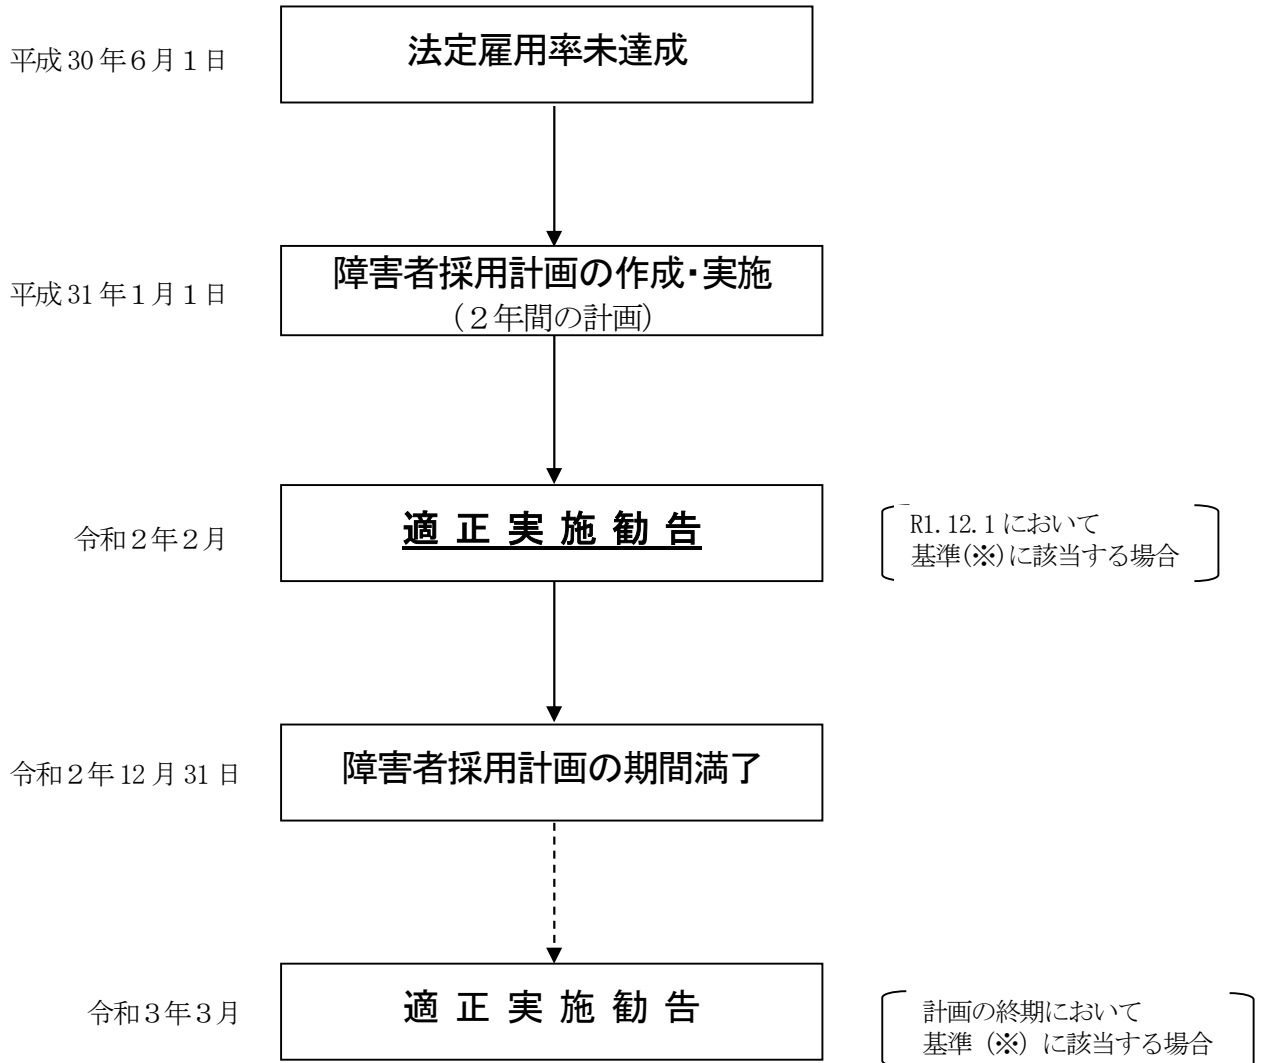 平成30年6月1日
法定雇用率未達成
平成31年1月1日
障害者採用計画の作成・実施
(2年間の計画)
令和2年2月
適正実施勧告
R1.12.1において
基準(※)に該当する場合
令和2年12月31日
障害者採用計画の期間満了
令和3年3月
適正実施勧告
計画の終期において
基準(※)に該当する場合